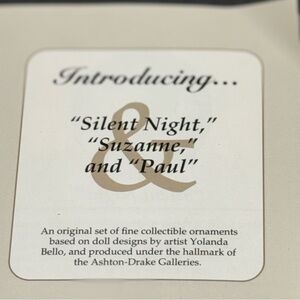 Introducing...
&
"Silent Night,"
"Suzanne,"
and "Paul"
An original set of fine collectible ornaments
based on doll designs by artist Yolanda
Bello, and produced under the hallmark of
the Ashton-Drake Galleries.